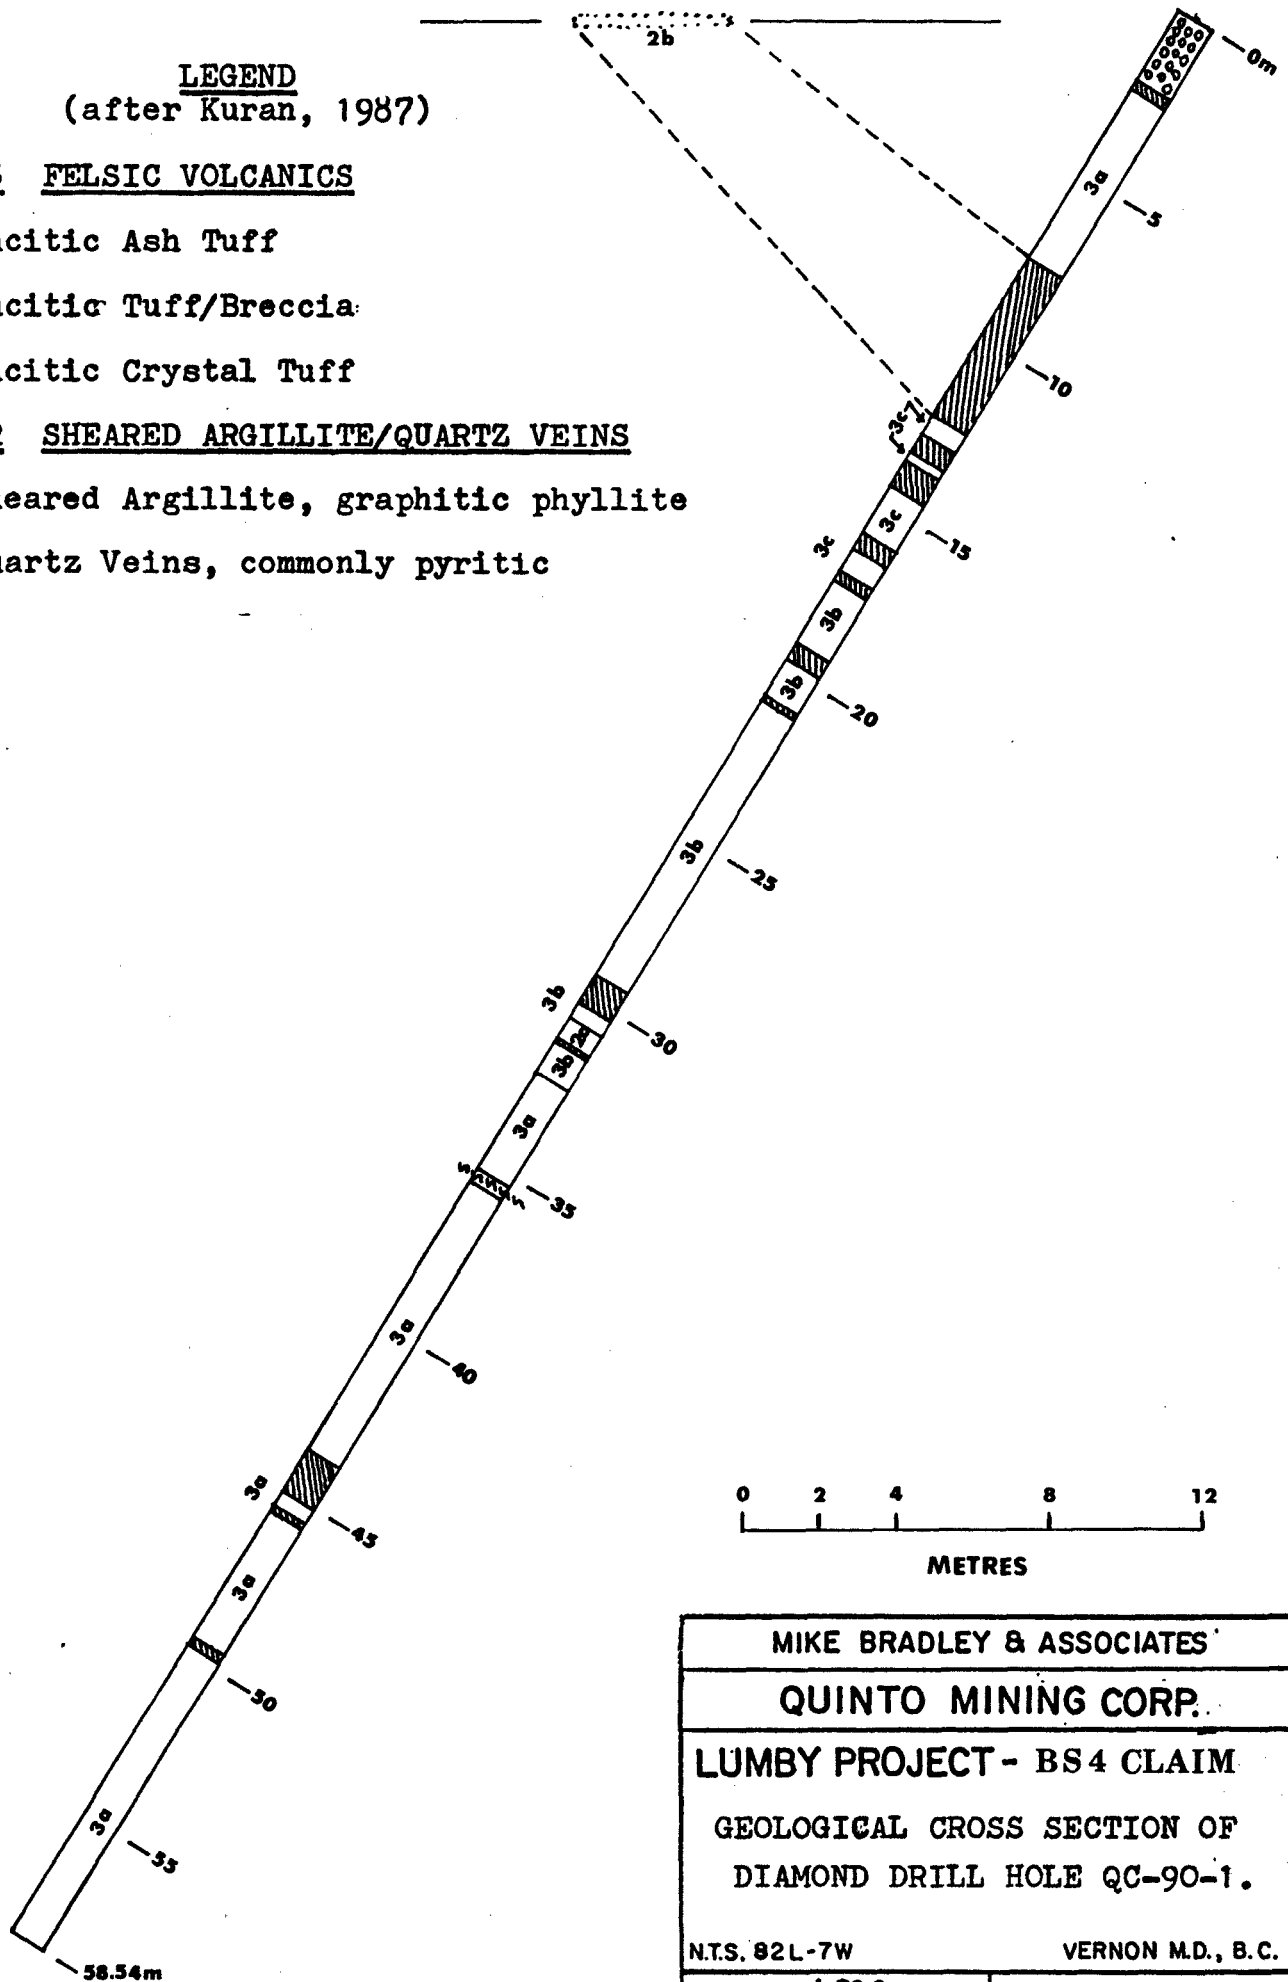 2b
0m
LEGEND
(after Kuran, 1987)
FELSIC VOLCANICS
citic Ash Tuff
citic Tuff/Breccia
citic Crystal Tuff
SHEARED ARGILLITE/QUARTZ VEINS
eared Argillite, graphitic phyllite
artz Veins, commonly pyritic
3a
5
10
3c
3c
15
3c
3b
3b
20
3b
25
3b
30
2a
3b
3a
35
3a
40
3a
45
3a
50
3a
55
58.54m
0 2 4 8 12
METRES
MIKE BRADLEY & ASSOCIATES
QUINTO MINING CORP.
LUMBY PROJECT - BS4 CLAIM
GEOLOGICAL CROSS SECTION OF
DIAMOND DRILL HOLE QC-90-1.
N.T.S. 82L-7W VERNON M.D., B.C.